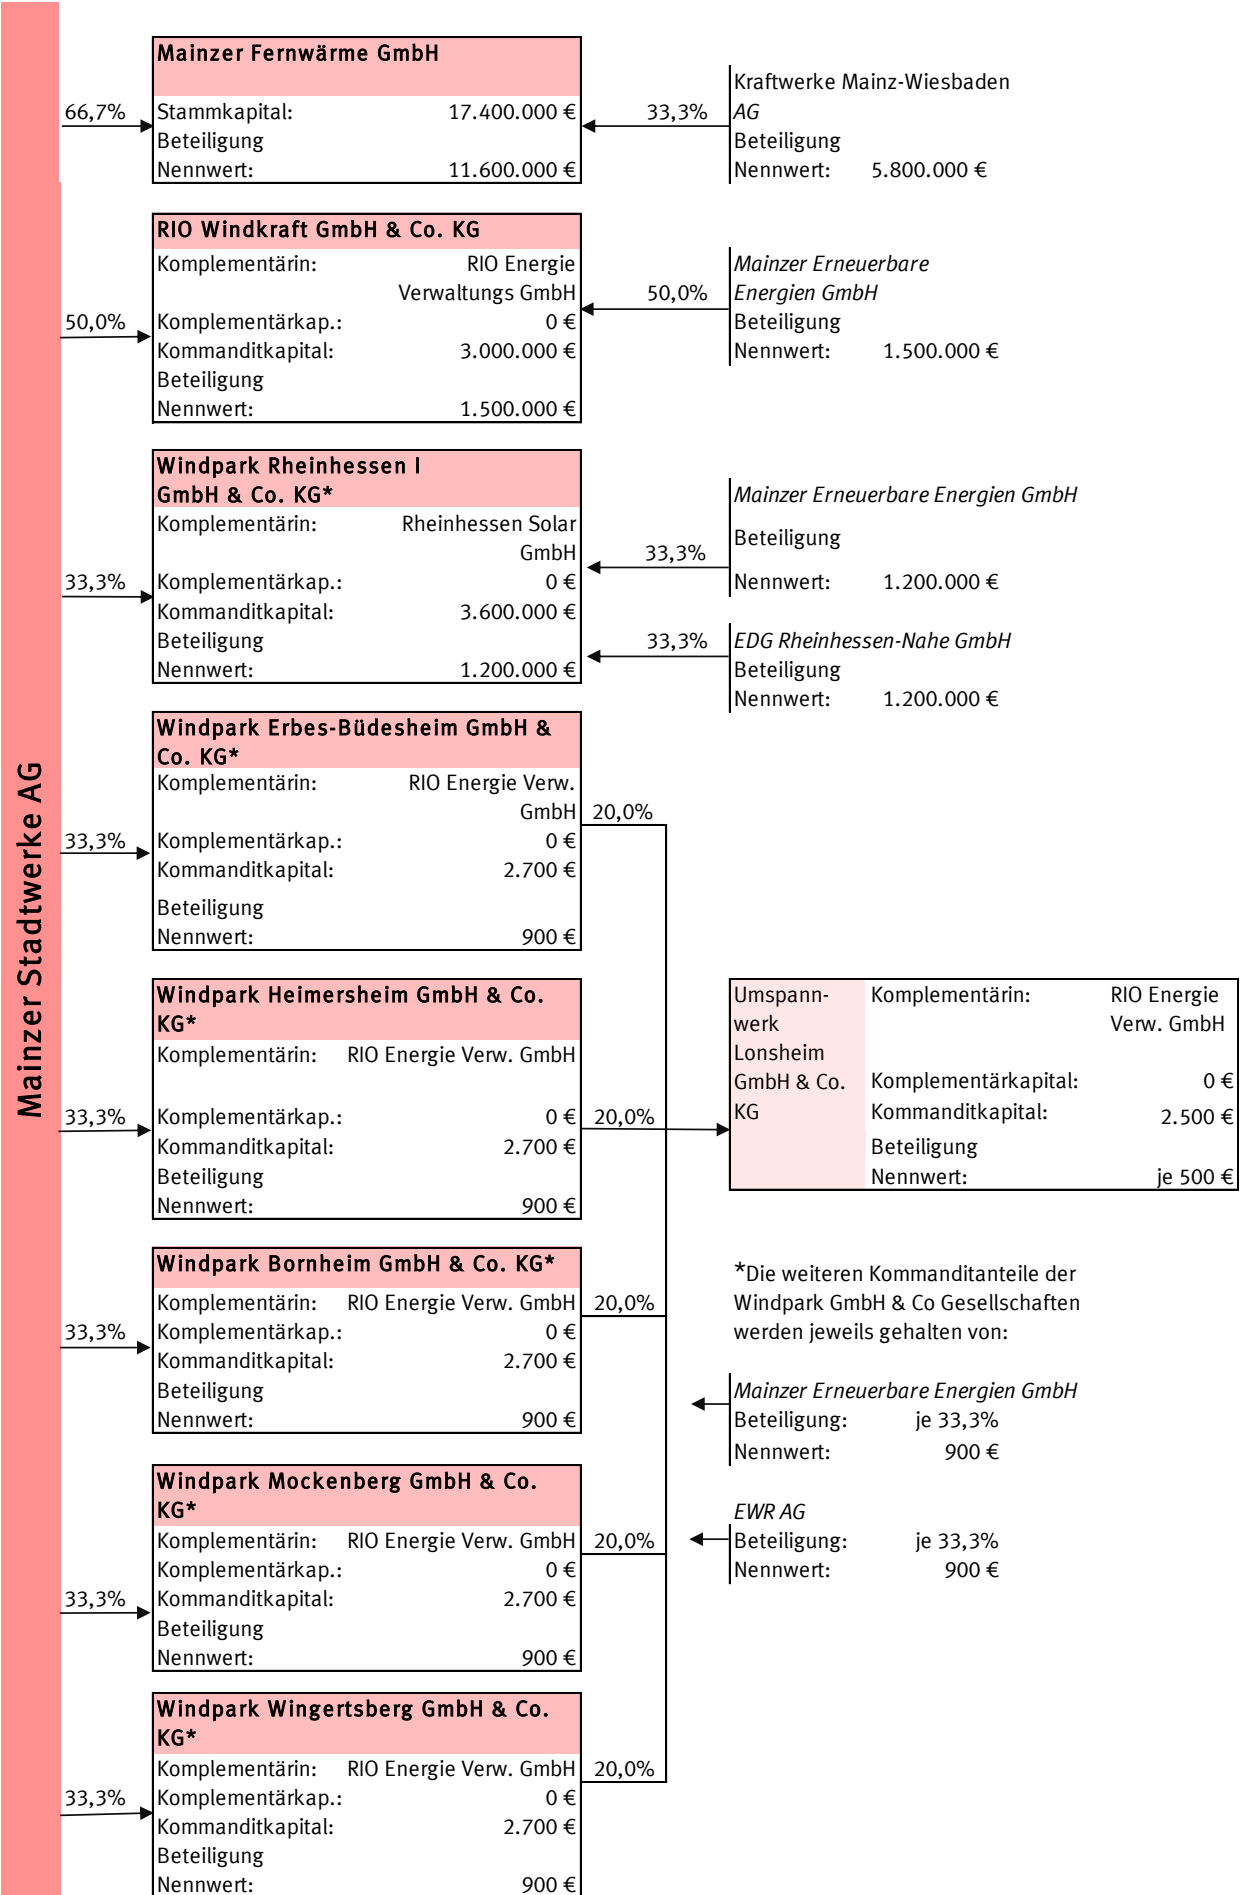 Mainzer Stadtwerke AG
66,7%
Mainzer Fernwärme GmbH
Stammkapital: 17.400.000 €
Beteiligung
Nennwert: 11.600.000 €
33,3%
Kraftwerke Mainz-Wiesbaden
AG
Beteiligung
Nennwert: 5.800.000 €
50,0%
RIO Windkraft GmbH & Co. KG
Komplementärin: RIO Energie
Verwaltungs GmbH
Komplementärkap.: 0 €
Kommanditkapital: 3.000.000 €
Beteiligung
Nennwert: 1.500.000 €
50,0%
Mainzer Erneuerbare
Energien GmbH
Beteiligung
Nennwert: 1.500.000 €
33,3%
Windpark Rheinhessen I
GmbH & Co. KG*
Komplementärin: Rheinhessen Solar
GmbH
Komplementärkap.: 0 €
Kommanditkapital: 3.600.000 €
Beteiligung
Nennwert: 1.200.000 €
33,3%
Mainzer Erneuerbare Energien GmbH
Beteiligung
Nennwert: 1.200.000 €
33,3%
EDG Rheinhessen-Nahe GmbH
Beteiligung
Nennwert: 1.200.000 €
33,3%
Windpark Erbes-Büdesheim GmbH &
Co. KG*
Komplementärin: RIO Energie Verw.
GmbH
Komplementärkap.: 0 €
Kommanditkapital: 2.700 €
Beteiligung
Nennwert: 900 €
20,0%
33,3%
Windpark Heimersheim GmbH & Co.
KG*
Komplementärin: RIO Energie Verw. GmbH
Komplementärkap.: 0 €
Kommanditkapital: 2.700 €
Beteiligung
Nennwert: 900 €
20,0%
Umspann-
werk
Lonsheim
GmbH & Co.
KG
Komplementärin: RIO Energie
Verw. GmbH
Komplementärkapital: 0 €
Kommanditkapital: 2.500 €
Beteiligung
Nennwert: je 500 €
33,3%
Windpark Bornheim GmbH & Co. KG*
Komplementärin: RIO Energie Verw. GmbH
Komplementärkap.: 0 €
Kommanditkapital: 2.700 €
Beteiligung
Nennwert: 900 €
20,0%
*Die weiteren Kommanditanteile der
Windpark GmbH & Co Gesellschaften
werden jeweils gehalten von:
Mainzer Erneuerbare Energien GmbH
Beteiligung: je 33,3%
Nennwert: 900 €
EWR AG
Beteiligung: je 33,3%
Nennwert: 900 €
33,3%
Windpark Mockenberg GmbH & Co.
KG*
Komplementärin: RIO Energie Verw. GmbH
Komplementärkap.: 0 €
Kommanditkapital: 2.700 €
Beteiligung
Nennwert: 900 €
20,0%
33,3%
Windpark Wingertsberg GmbH & Co.
KG*
Komplementärin: RIO Energie Verw. GmbH
Komplementärkap.: 0 €
Kommanditkapital: 2.700 €
Beteiligung
Nennwert: 900 €
20,0%